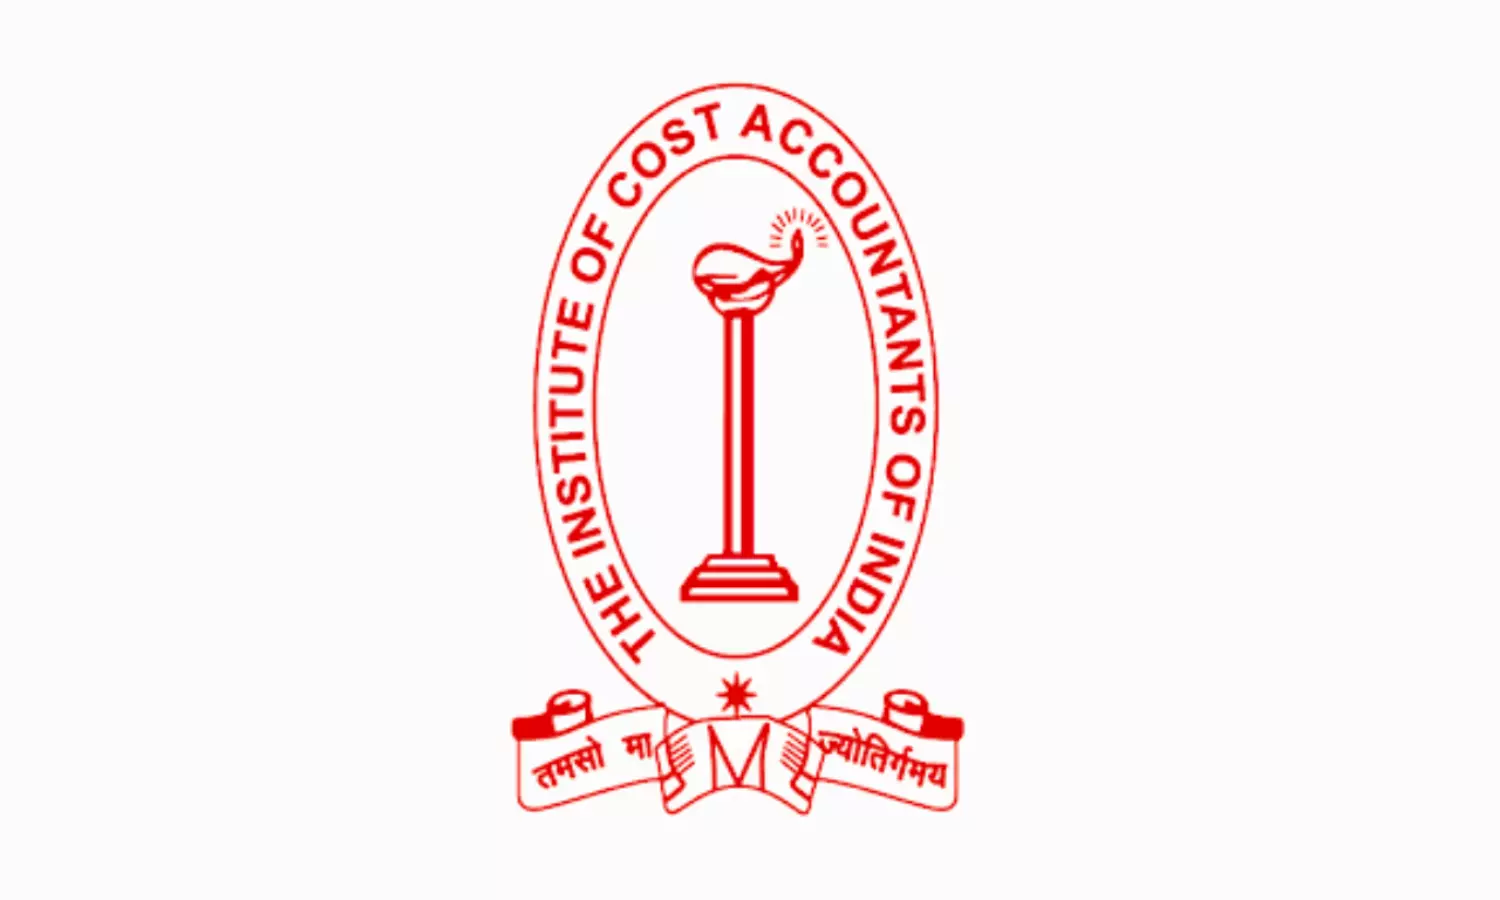 THE INSTITUTE OF COST ACCOUNTANTS OF INDIA
तमसो मा ज्योतिर्गमय